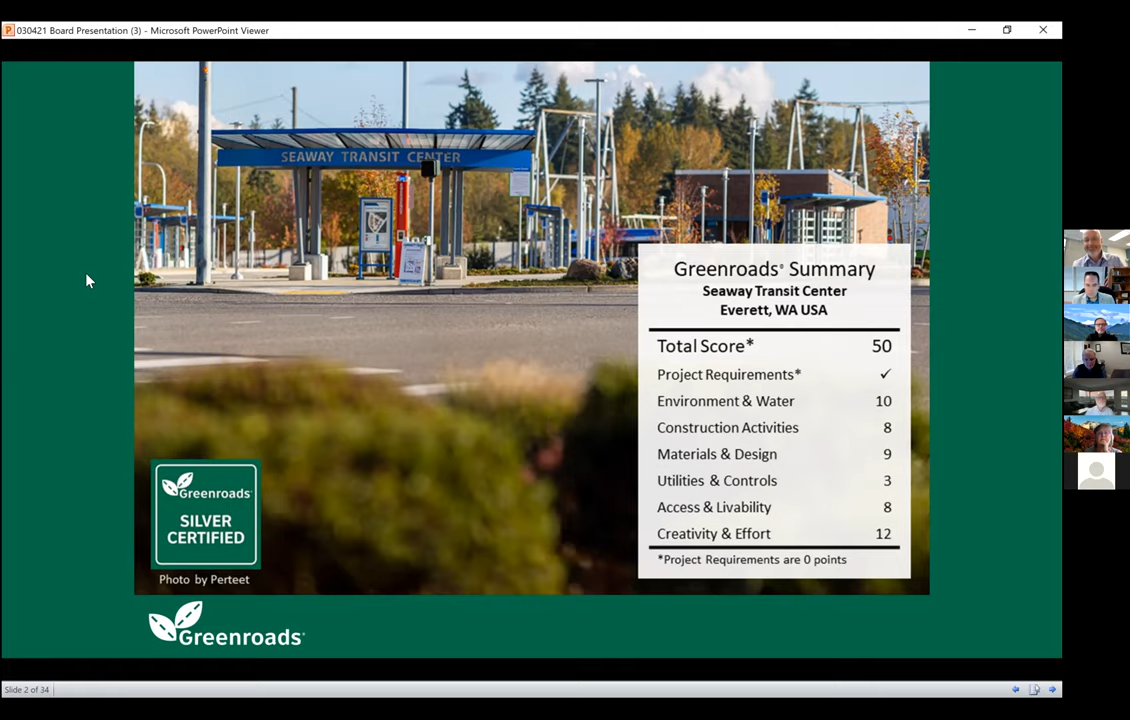 030421 Board Presentation (3) - Microsoft PowerPoint Viewer
SEAWAY TRANSIT CENTER
Greenroads® Summary
Seaway Transit Center
Everett, WA USA
Total Score* 50
Project Requirements* ✓
Environment & Water 10
Construction Activities 8
Materials & Design 9
Utilities & Controls 3
Access & Livability 8
Creativity & Effort 12
*Project Requirements are 0 points
Greenroads®
SILVER
CERTIFIED
Photo by Perteet
Greenroads®
Slide 2 of 34